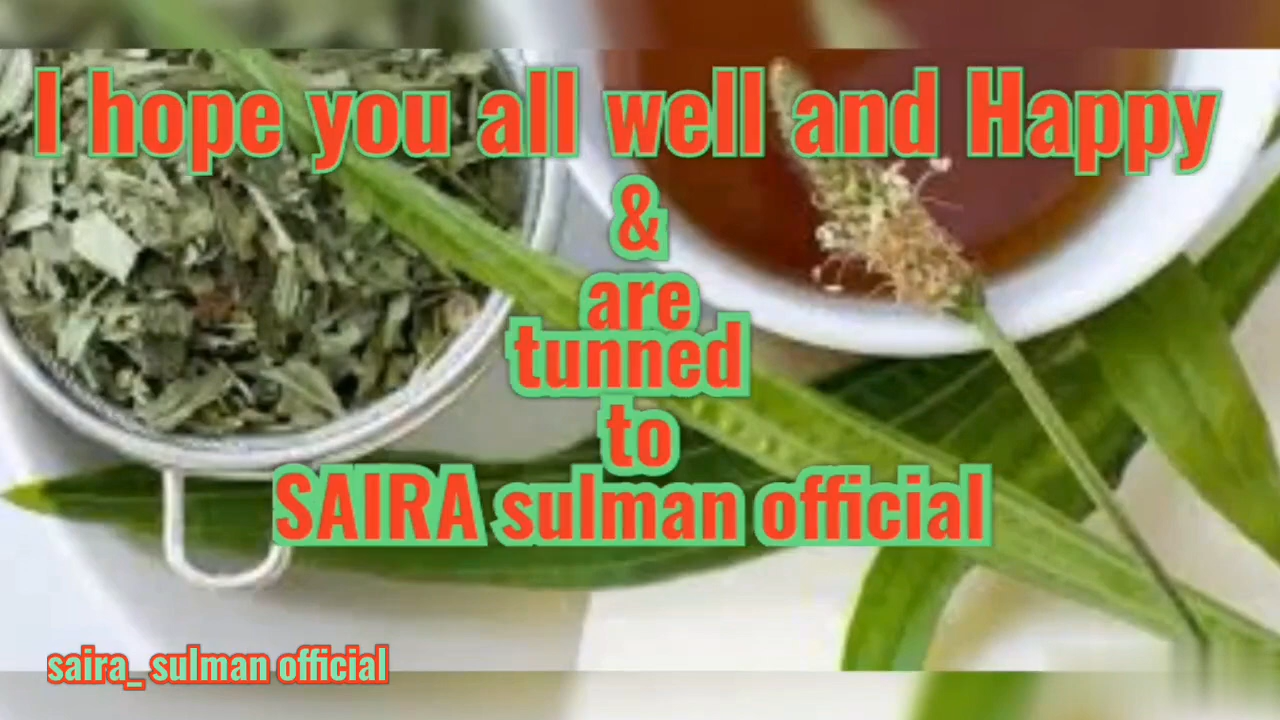 I hope you all well and Happy
&
are
tunned
to
SAIRA sulman official
saira_ sulman official